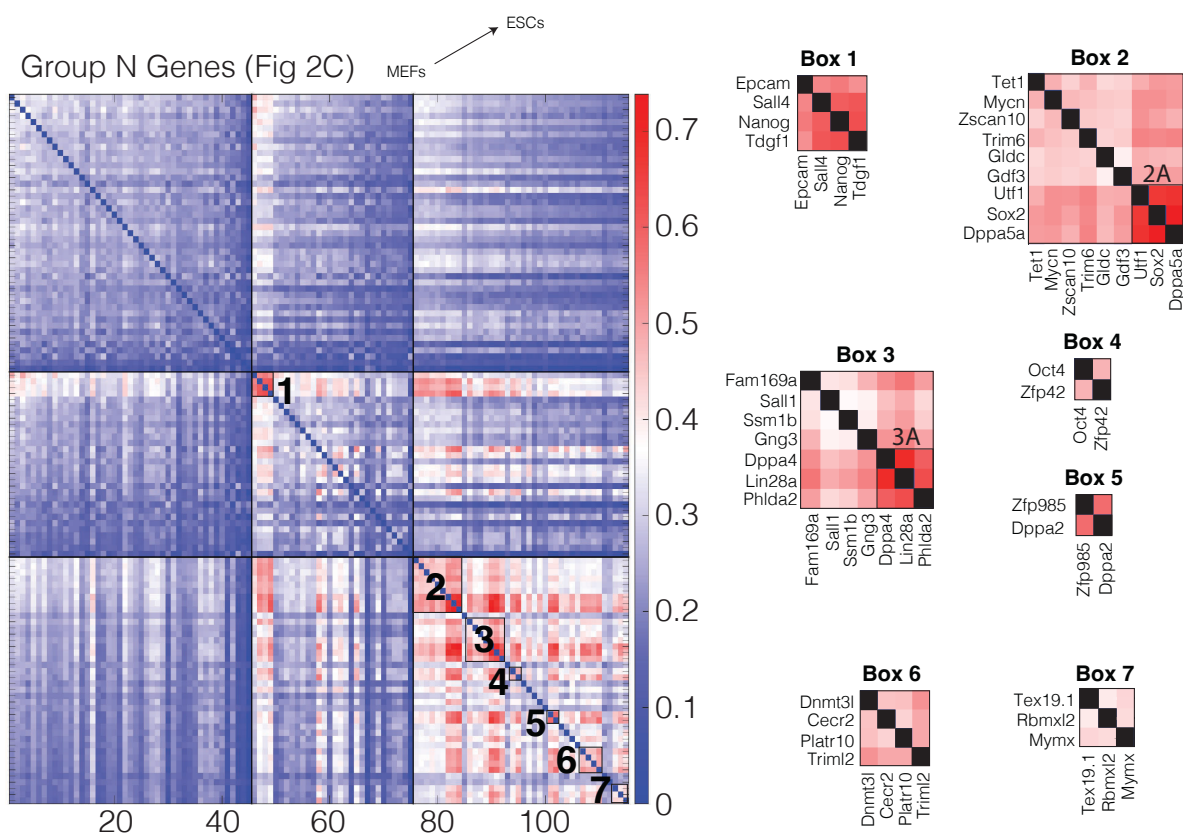 ESCs
MEFs
Group N Genes (Fig 2C)
0.7
0.6
0.5
0.4
0.3
0.2
0.1
0
1
2
3
4
5
6
7
20 40 60 80 100
Box 1
Epcam
Sall4
Nanog
Tdgf1
Epcam Sall4 Nanog Tdgf1
Box 2
Tet1
Mycn
Zscan10
Trim6
Gldc
Gdf3
2A
Utf1
Sox2
Dppa5a
Tet1 Mycn Zscan10 Trim6 Gldc Gdf3 Utf1 Sox2 Dppa5a
Box 3
Fam169a
Sall1
Ssm1b
Gng3
3A
Dppa4
Lin28a
Phlda2
Fam169a Sall1 Ssm1b Gng3 Dppa4 Lin28a Phlda2
Box 4
Oct4
Zfp42
Oct4 Zfp42
Box 5
Zfp985
Dppa2
Zfp985 Dppa2
Box 6
Dnmt3l
Cecr2
Platr10
Triml2
Dnmt3l Cecr2 Platr10 Triml2
Box 7
Tex19.1
Rbmxl2
Mymx
Tex19.1 Rbmxl2 Mymx